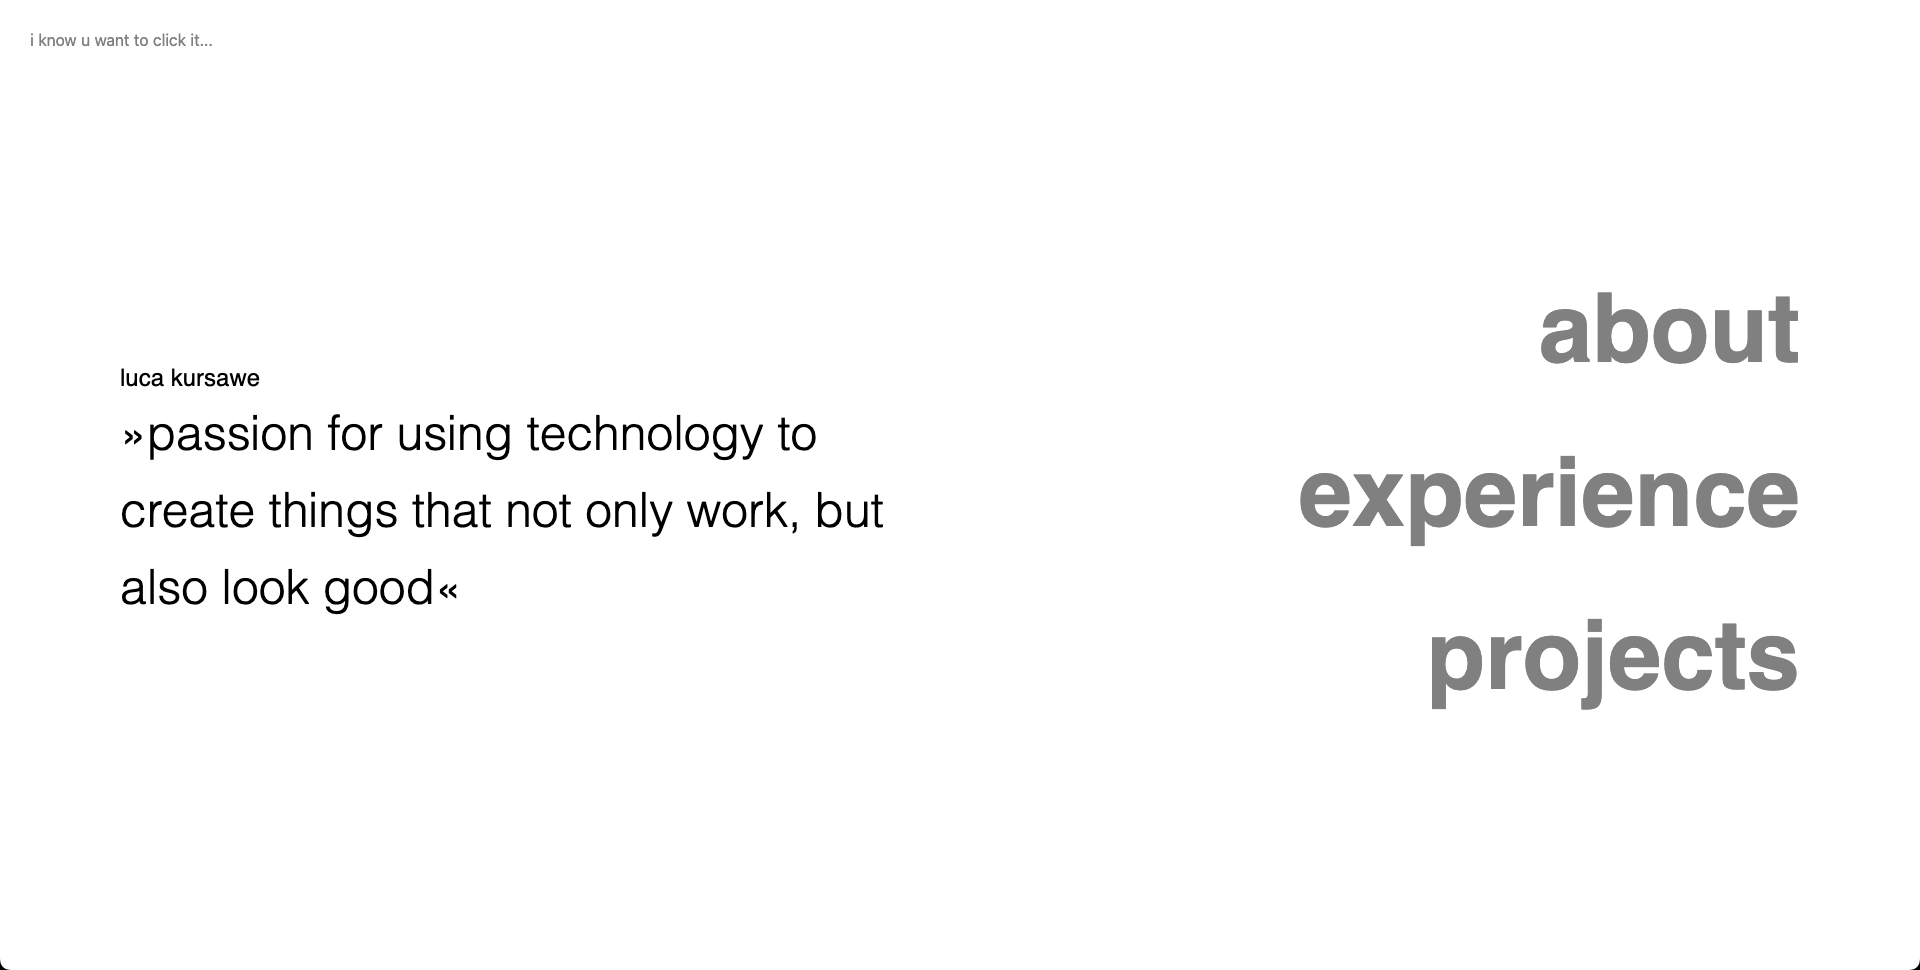 i know u want to click it...
luca kursawe
»passion for using technology to
create things that not only work, but
also look good«
about
experience
projects